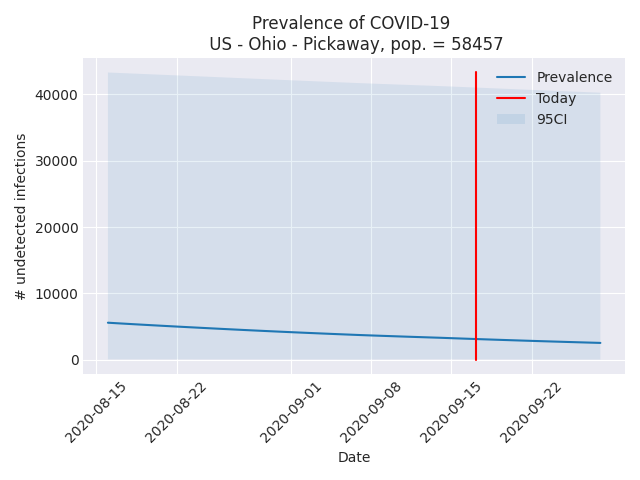 Prevalence of COVID-19
US - Ohio - Pickaway, pop. = 58457
Prevalence
Today
95CI
# undetected infections
40000
30000
20000
10000
0
2020-08-15
2020-08-22
2020-09-01
2020-09-08
2020-09-15
2020-09-22
Date